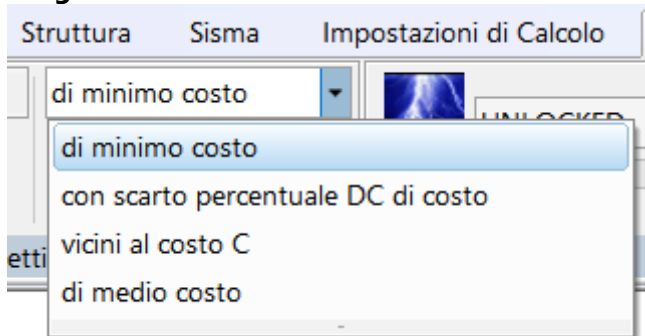 Struttura Sisma Impostazioni di Calcolo
di minimo costo
di minimo costo
con scarto percentuale DC di costo
vicini al costo C
etti
di medio costo